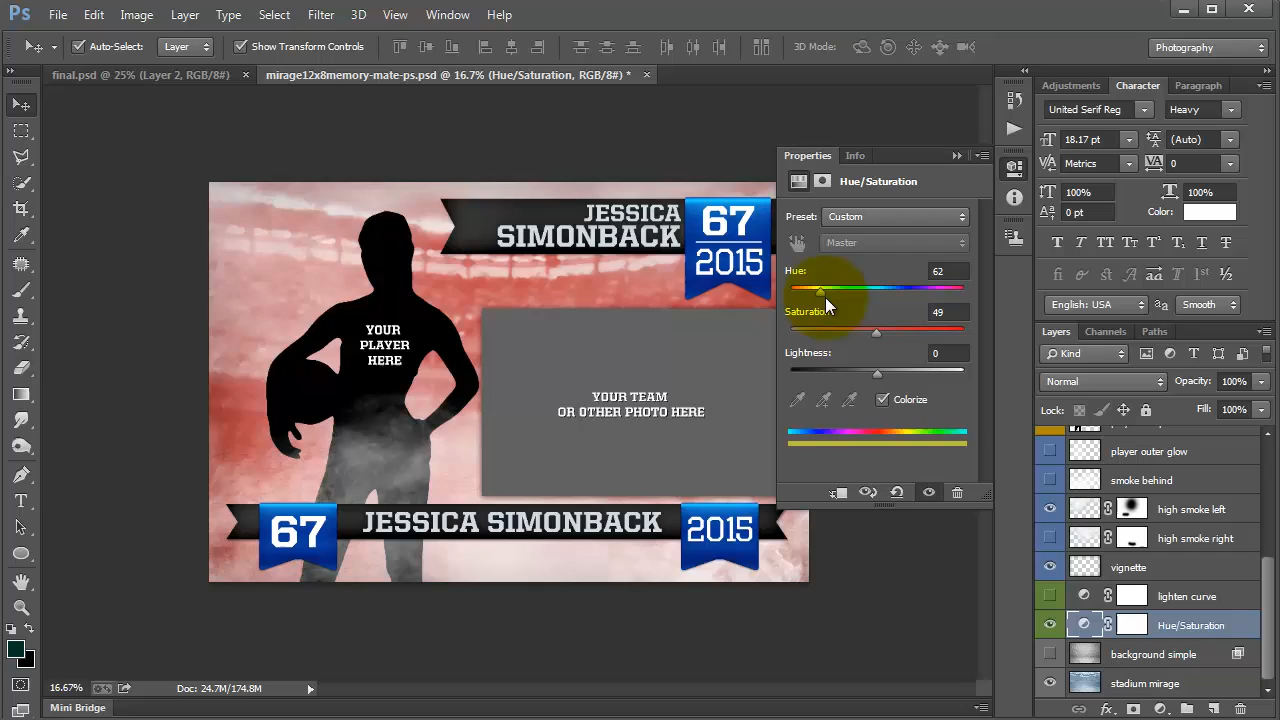 Ps File Edit Image Layer Type Select Filter 3D View Window Help
Auto-Select: Layer Show Transform Controls 3D Mode: Photography
final.psd @ 25% (Layer 2, RGB/8#) × mirage12x8memory-mate-ps.psd @ 16.7% (Hue/Saturation, RGB/8#) * ×
Adjustments Character Paragraph
United Serif Reg Heavy
18.17 pt (Auto)
Metrics 0
100% 100%
0 pt Color:
English: USA Smooth
Properties Info
Hue/Saturation
Preset: Custom
Master
Hue: 62
Saturation: 49
Lightness: 0
Colorize
JESSICA
SIMONBACK
67
2015
YOUR
PLAYER
HERE
YOUR TEAM
OR OTHER PHOTO HERE
67 JESSICA SIMONBACK 2015
Layers Channels Paths
Kind
Normal Opacity: 100%
Lock: Fill: 100%
player outer glow
smoke behind
high smoke left
high smoke right
vignette
lighten curve
Hue/Saturation
background simple
stadium mirage
16.67% Doc: 24.7M/174.8M
Mini Bridge